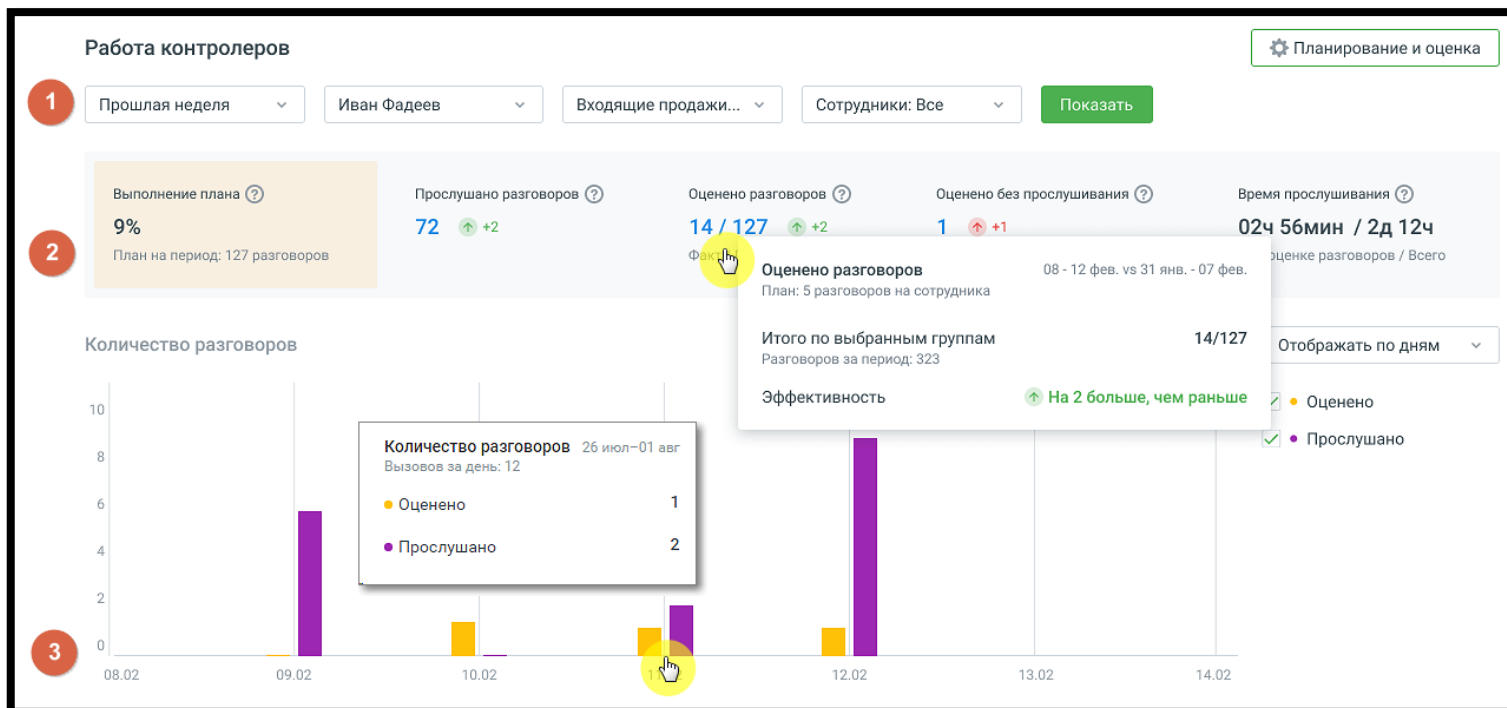 Работа контролеров
Планирование и оценка
1
Прошлая неделя
Иван Фадеев
Входящие продажи...
Сотрудники: Все
Показать
2
Выполнение плана ?
9%
План на период: 127 разговоров
Прослушано разговоров ?
72 +2
Оценено разговоров ?
14 / 127 +2
Оценено без прослушивания ?
1 +1
Время прослушивания ?
02ч 56мин / 2д 12ч
оценке разговоров / Всего
Оценено разговоров 08 - 12 фев. vs 31 янв. - 07 фев.
План: 5 разговоров на сотрудника
Итого по выбранным группам 14/127
Разговоров за период: 323
Эффективность На 2 больше, чем раньше
Количество разговоров
Отображать по дням
Оценено
Прослушано
10
8
6
4
2
0
Количество разговоров 26 июл–01 авг
Вызовов за день: 12
Оценено 1
Прослушано 2
3
08.02 09.02 10.02 12.02 13.02 14.02